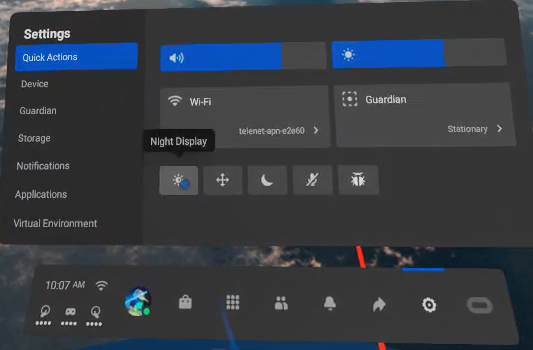 Settings
Quick Actions
Device
Guardian
Storage
Notifications
Applications
Virtual Environment
Wi-Fi
telenet-apn-e2e60
Guardian
Stationary
Night Display
10:07 AM